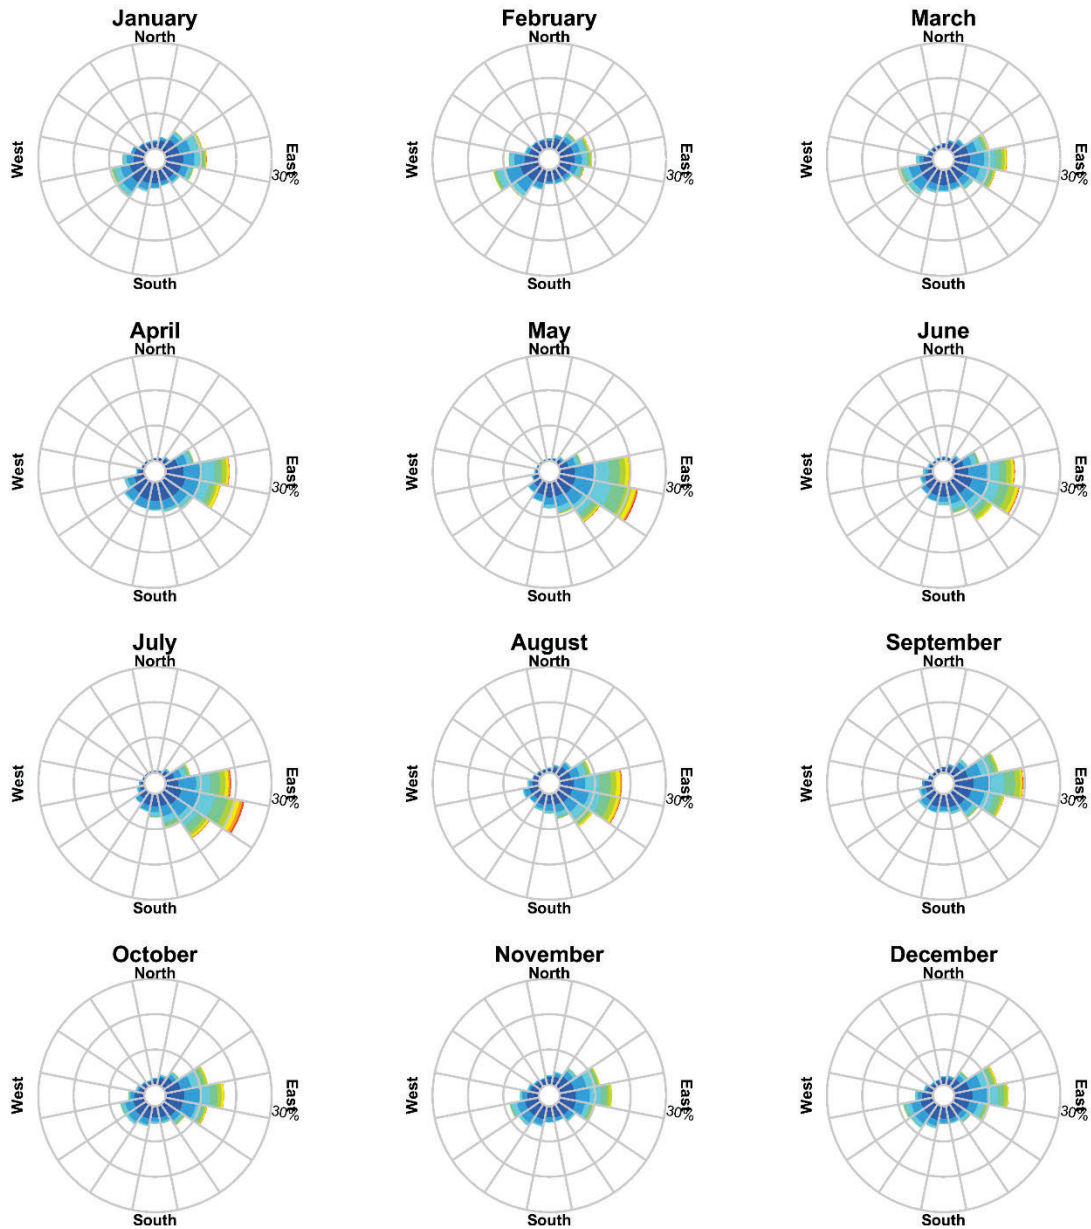 January
North
West
East
30%
South
February
North
West
East
30%
South
March
North
West
East
30%
South
April
North
West
East
30%
South
May
North
West
East
30%
South
June
North
West
East
30%
South
July
North
West
East
30%
South
August
North
West
East
30%
South
September
North
West
East
30%
South
October
North
West
East
30%
South
November
North
West
East
30%
South
December
North
West
East
30%
South